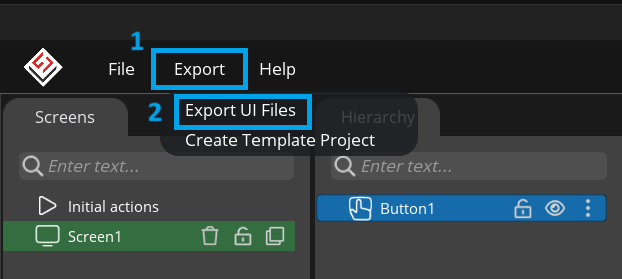 1
File Export Help
2 Export UI Files
Screens Hierarchy
Create Template Project
Enter text... Enter text...
Initial actions Button1
Screen1